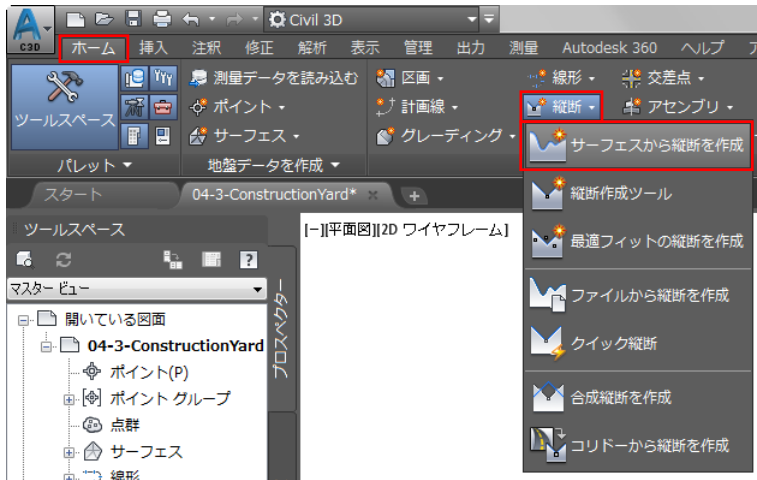 Civil 3D
C3D
ホーム 挿入 注釈 修正 解析 表示 管理 出力 測量 Autodesk 360 ヘルプ
ツールスペース
測量データを読み込む
ポイント
サーフェス
区画
計画線
グレーディング
線形
縦断
交差点
アセンブリ
パレット
地盤データを作成
サーフェスから縦断を作成
縦断作成ツール
最適フィットの縦断を作成
ファイルから縦断を作成
クイック縦断
合成縦断を作成
コリドーから縦断を作成
スタート
04-3-ConstructionYard*
ツールスペース
[−][平面図][2D ワイヤフレーム]
マスター ビュー
開いている図面
04-3-ConstructionYard
ポイント(P)
ポイント グループ
点群
サーフェス
線形
プロスペクター